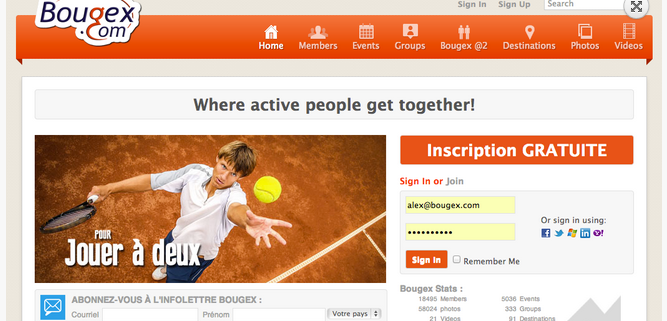 Bougex
.com
Sign In Sign Up Search
Home Members Events Groups Bougex @2 Destinations Photos Videos
Where active people get together!
POUR
Jouer à deux
Inscription GRATUITE
Sign In or Join
alex@bougex.com
••••••••••
Or sign in using:
Sign In Remember Me
ABONNEZ-VOUS À L'INFOLETTRE BOUGEX :
Courriel Prénom Votre pays
Bougex Stats :
18495 Members 5036 Events
58024 photos 333 Groups
21 Videos 91 Destinations